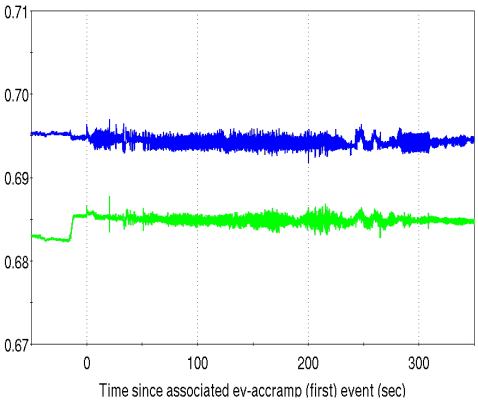 0.71
0.70
0.69
0.68
0.67
0 100 200 300
Time since associated ev-accramp (first) event (sec)